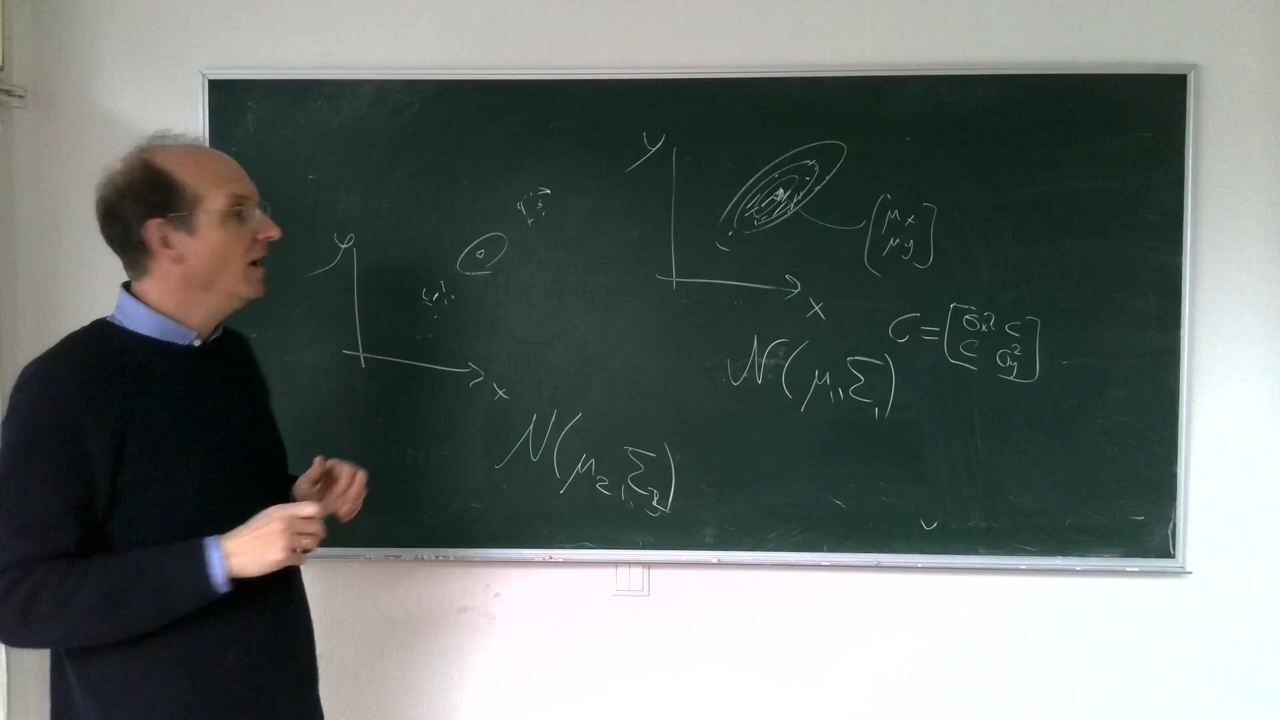 y
x
N(μ₂, Σ₂)
y
x
[μx
μy]
C = [σx² c
c σy²]
N(μ₁, Σ₁)